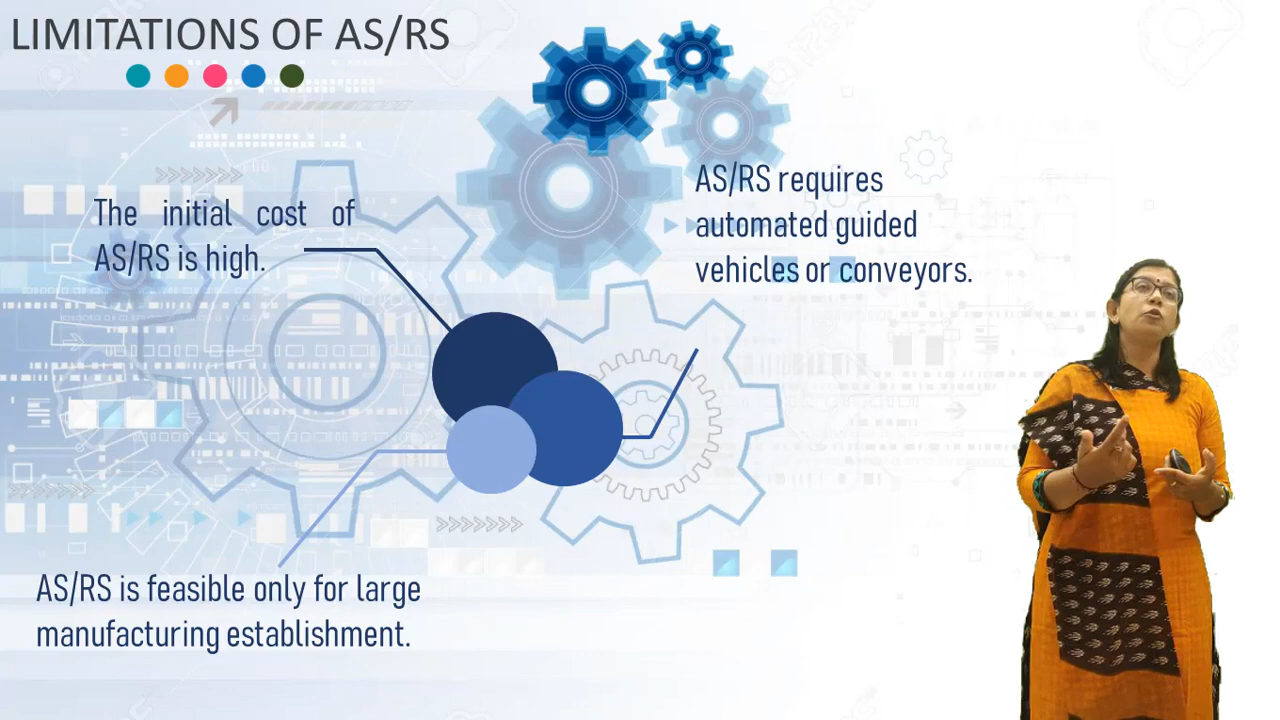 LIMITATIONS OF AS/RS
The initial cost of
AS/RS is high.
AS/RS requires
automated guided
vehicles or conveyors.
AS/RS is feasible only for large
manufacturing establishment.